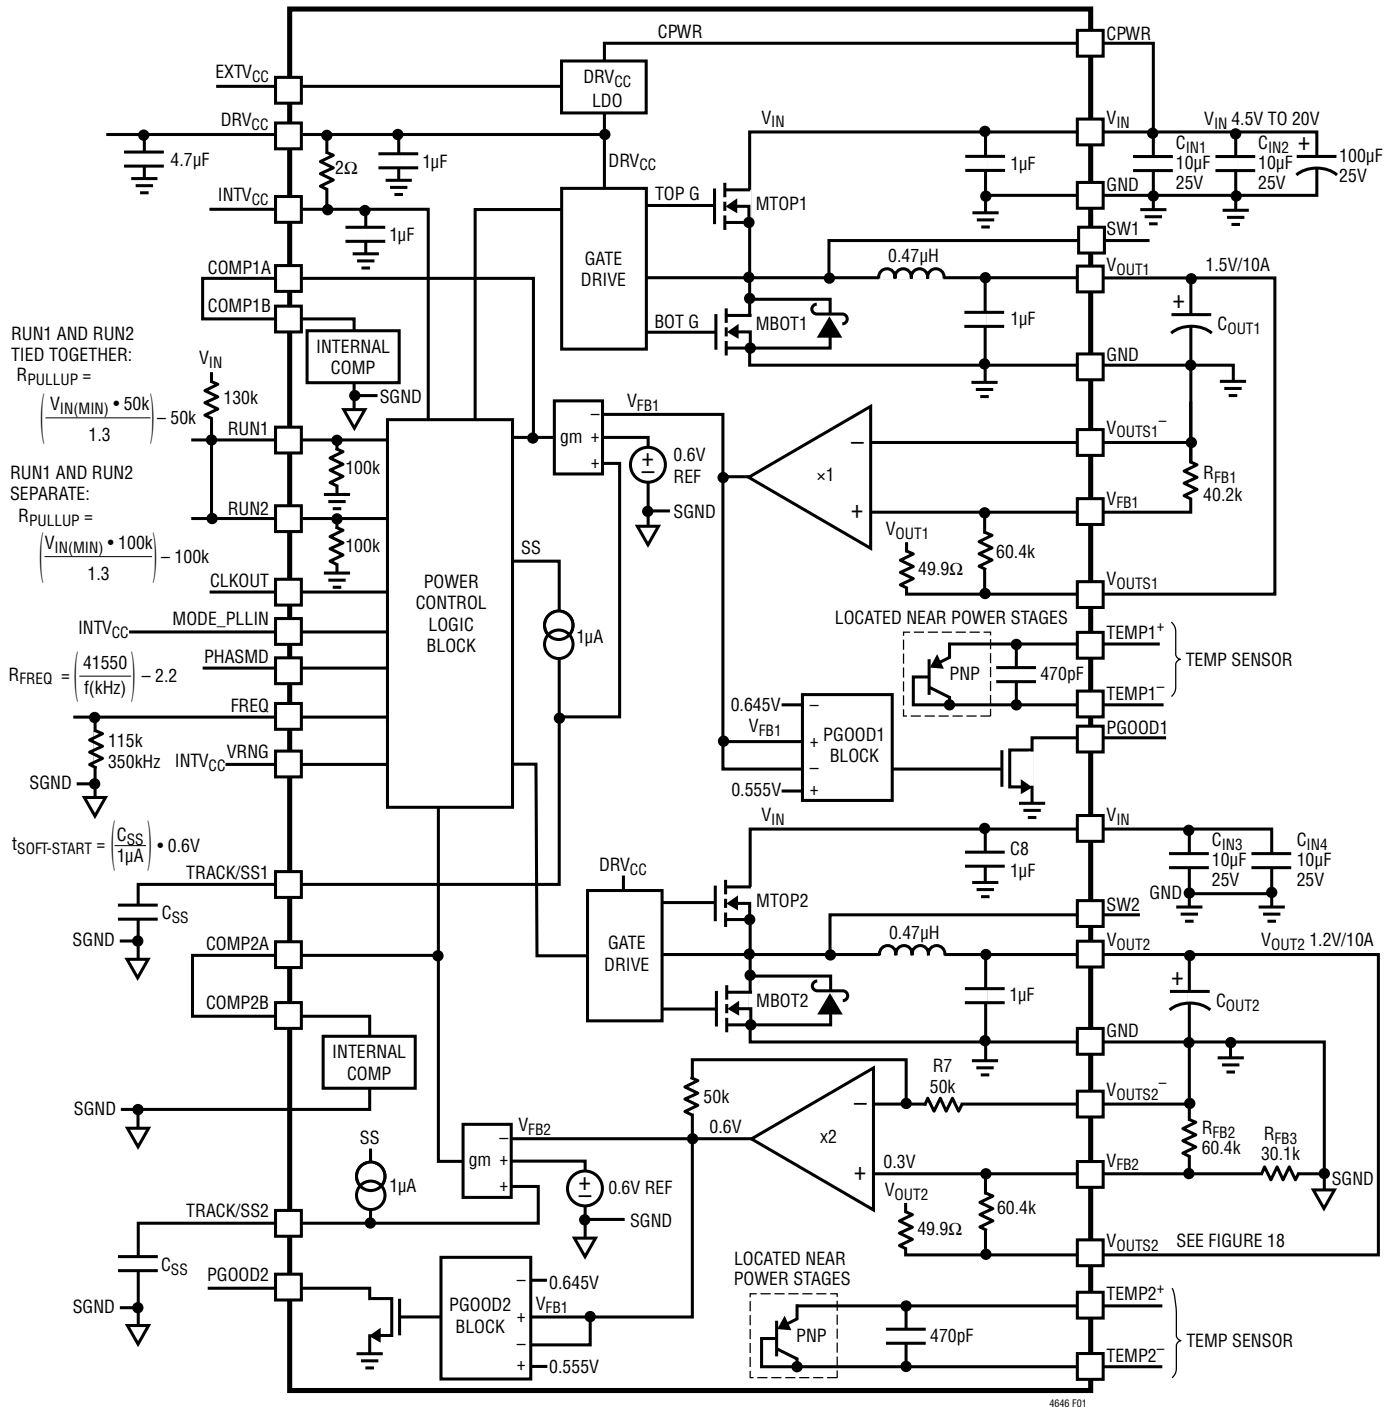 CPWR
CPWR
EXTVCC
DRVCC
LDO
DRVCC
4.7µF
2Ω
1µF
DRVCC
VIN
1µF
VIN
VIN 4.5V TO 20V
CIN1
10µF
25V
CIN2
10µF
25V
+
100µF
25V
GND
INTVCC
1µF
TOP G
MTOP1
SW1
GATE
DRIVE
0.47µH
VOUT1
1.5V/10A
COMP1A
COMP1B
BOT G
MBOT1
1µF
+
COUT1
GND
INTERNAL
COMP
SGND
RUN1 AND RUN2
TIED TOGETHER:
RPULLUP =
(VIN(MIN) • 50k
1.3) – 50k
VIN
130k
RUN1
100k
RUN1 AND RUN2
SEPARATE:
RPULLUP =
(VIN(MIN) • 100k
1.3) – 100k
RUN2
100k
gm
–
+
+
VFB1
+
–
0.6V
REF
SGND
×1
–
+
VOUTS1–
RFB1
40.2k
VFB1
VOUT1
49.9Ω
60.4k
VOUTS1
SS
1µA
POWER
CONTROL
LOGIC
BLOCK
CLKOUT
INTVCC
MODE_PLLIN
PHASMD
RFREQ = (41550
f(kHz)) – 2.2
FREQ
115k
350kHz
SGND
INTVCC
VRNG
LOCATED NEAR POWER STAGES
PNP
470pF
TEMP1+
TEMP SENSOR
TEMP1–
0.645V
–
VFB1
+
–
0.555V
+
PGOOD1
BLOCK
PGOOD1
tSOFT-START = (CSS
1µA) • 0.6V
TRACK/SS1
CSS
SGND
VIN
C8
1µF
VIN
CIN3
10µF
25V
CIN4
10µF
25V
GND
DRVCC
GATE
DRIVE
MTOP2
SW2
0.47µH
VOUT2
VOUT2 1.2V/10A
COMP2A
COMP2B
MBOT2
1µF
+
COUT2
GND
INTERNAL
COMP
SGND
50k
R7
50k
VOUTS2–
–
x2
+
0.6V
0.3V
RFB2
60.4k
RFB3
30.1k
SGND
VFB2
VFB2
gm
–
+
+
+
–
0.6V REF
SGND
SS
1µA
VOUT2
49.9Ω
60.4k
VOUTS2
SEE FIGURE 18
TRACK/SS2
CSS
SGND
PGOOD2
PGOOD2
BLOCK
–
0.645V
VFB1
+
–
+
0.555V
LOCATED NEAR
POWER STAGES
PNP
470pF
TEMP2+
TEMP SENSOR
TEMP2–
4646 F01